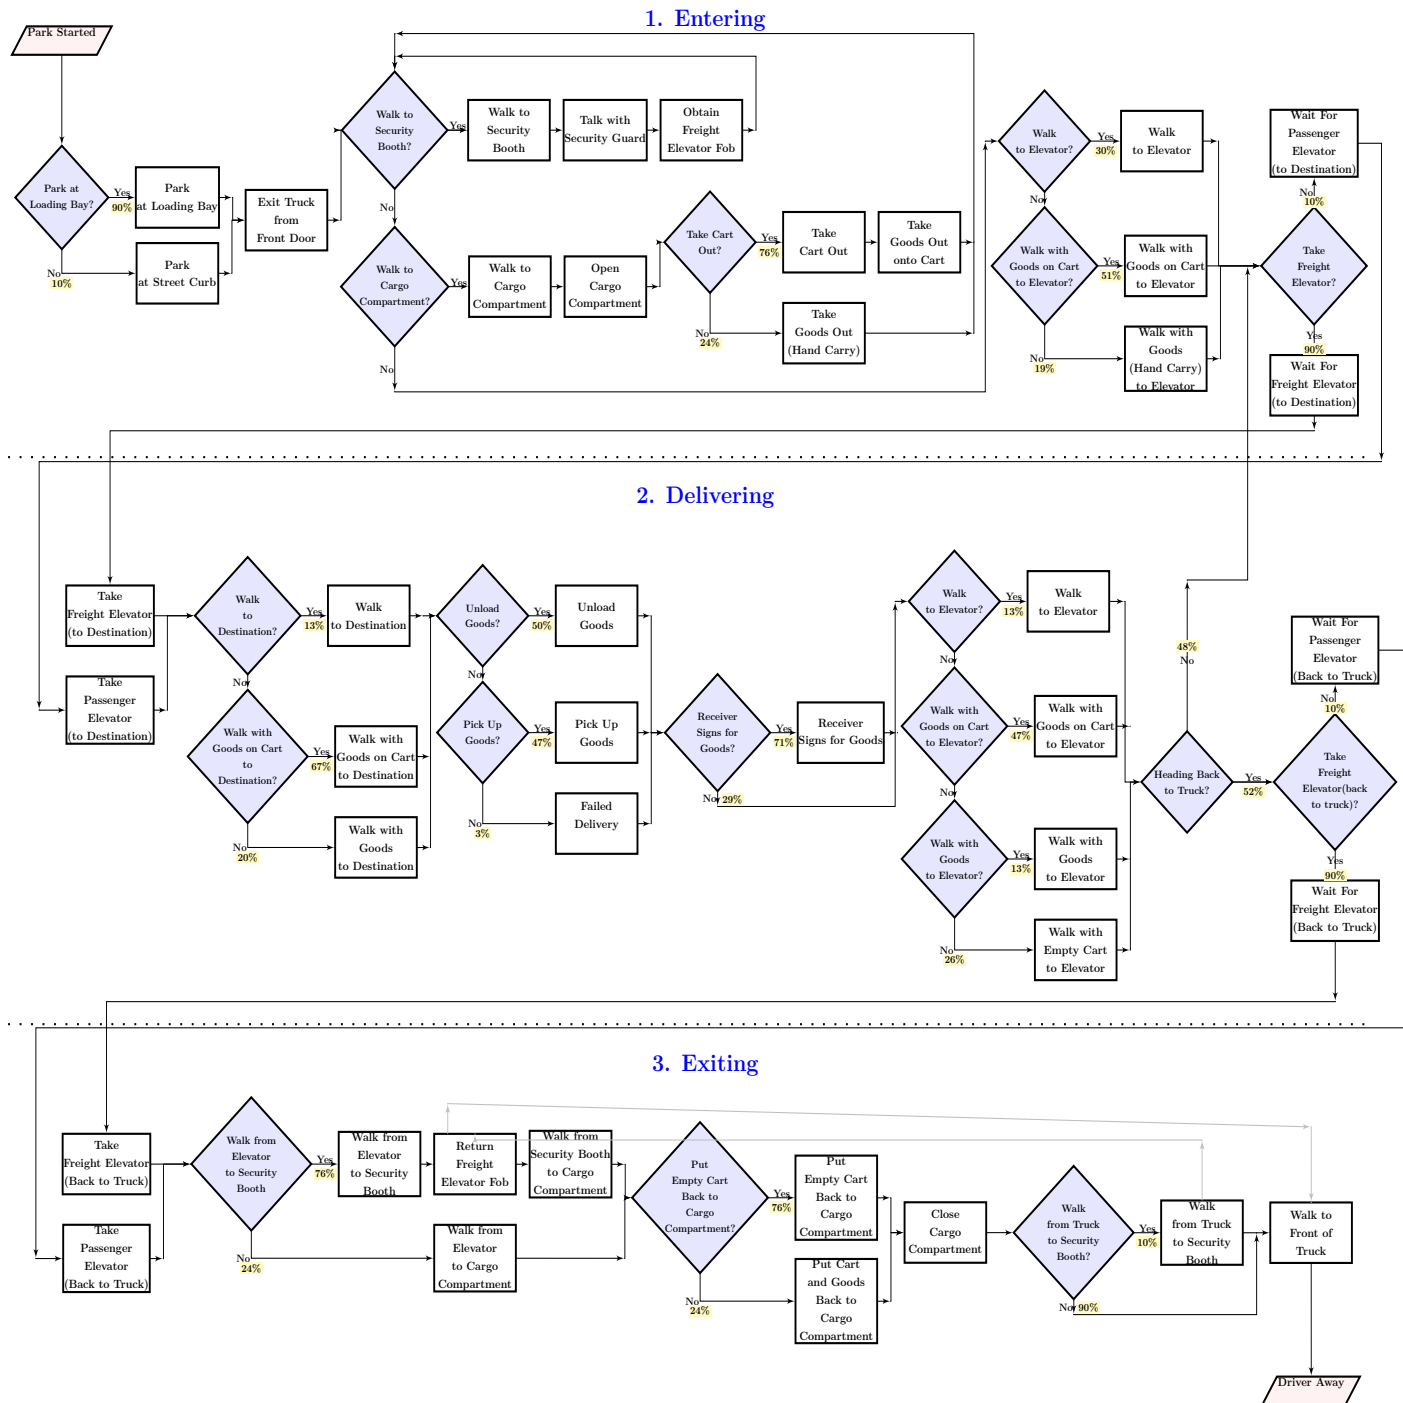 1. Entering
Park Started
Park at
Loading Bay?
Yes
90%
No
10%
Park
at Loading Bay
Park
at Street Curb
Exit Truck
from
Front Door
Walk to
Security
Booth?
Yes
No
Walk to
Security
Booth
Talk with
Security Guard
Obtain
Freight
Elevator Fob
Walk to
Cargo
Compartment?
Yes
No
Walk to
Cargo
Compartment
Open
Cargo
Compartment
Take Cart
Out?
Yes
76%
No
24%
Take
Cart Out
Take
Goods Out
onto Cart
Take
Goods Out
(Hand Carry)
Walk
to Elevator?
Yes
30%
No
Walk
to Elevator
Walk with
Goods on Cart
to Elevator?
Yes
51%
No
19%
Walk with
Goods on Cart
to Elevator
Walk with
Goods
(Hand Carry)
to Elevator
Wait For
Passenger
Elevator
(to Destination)
No
10%
Take
Freight
Elevator?
Yes
90%
Wait For
Freight Elevator
(to Destination)
2. Delivering
Take
Freight Elevator
(to Destination)
Take
Passenger
Elevator
(to Destination)
Walk
to
Destination?
Yes
13%
No
Walk
to Destination
Walk with
Goods on Cart
to
Destination?
Yes
67%
No
20%
Walk with
Goods on Cart
to Destination
Walk with
Goods
to Destination
Unload
Goods?
Yes
50%
No
Unload
Goods
Pick Up
Goods?
Yes
47%
No
3%
Pick Up
Goods
Failed
Delivery
Receiver
Signs for
Goods?
Yes
71%
No
29%
Receiver
Signs for Goods
Walk
to Elevator?
Yes
13%
No
Walk
to Elevator
Walk with
Goods on Cart
to Elevator?
Yes
47%
No
Walk with
Goods on Cart
to Elevator
Walk with
Goods
to Elevator?
Yes
13%
No
26%
Walk with
Goods
to Elevator
Walk with
Empty Cart
to Elevator
48%
No
Heading Back
to Truck?
Yes
52%
Wait For
Passenger
Elevator
(Back to Truck)
No
10%
Take
Freight
Elevator(back
to truck)?
Yes
90%
Wait For
Freight Elevator
(Back to Truck)
3. Exiting
Take
Freight Elevator
(Back to Truck)
Take
Passenger
Elevator
(Back to Truck)
Walk from
Elevator
to Security
Booth
Yes
76%
No
24%
Walk from
Elevator
to Security
Booth
Return
Freight
Elevator Fob
Walk from
Security Booth
to Cargo
Compartment
Walk from
Elevator
to Cargo
Compartment
Put
Empty Cart
Back to
Cargo
Compartment?
Yes
76%
No
24%
Put
Empty Cart
Back to
Cargo
Compartment
Put Cart
and Goods
Back to
Cargo
Compartment
Close
Cargo
Compartment
Walk
from Truck
to Security
Booth?
Yes
10%
No
90%
Walk
from Truck
to Security
Booth
Walk to
Front of
Truck
Driver Away